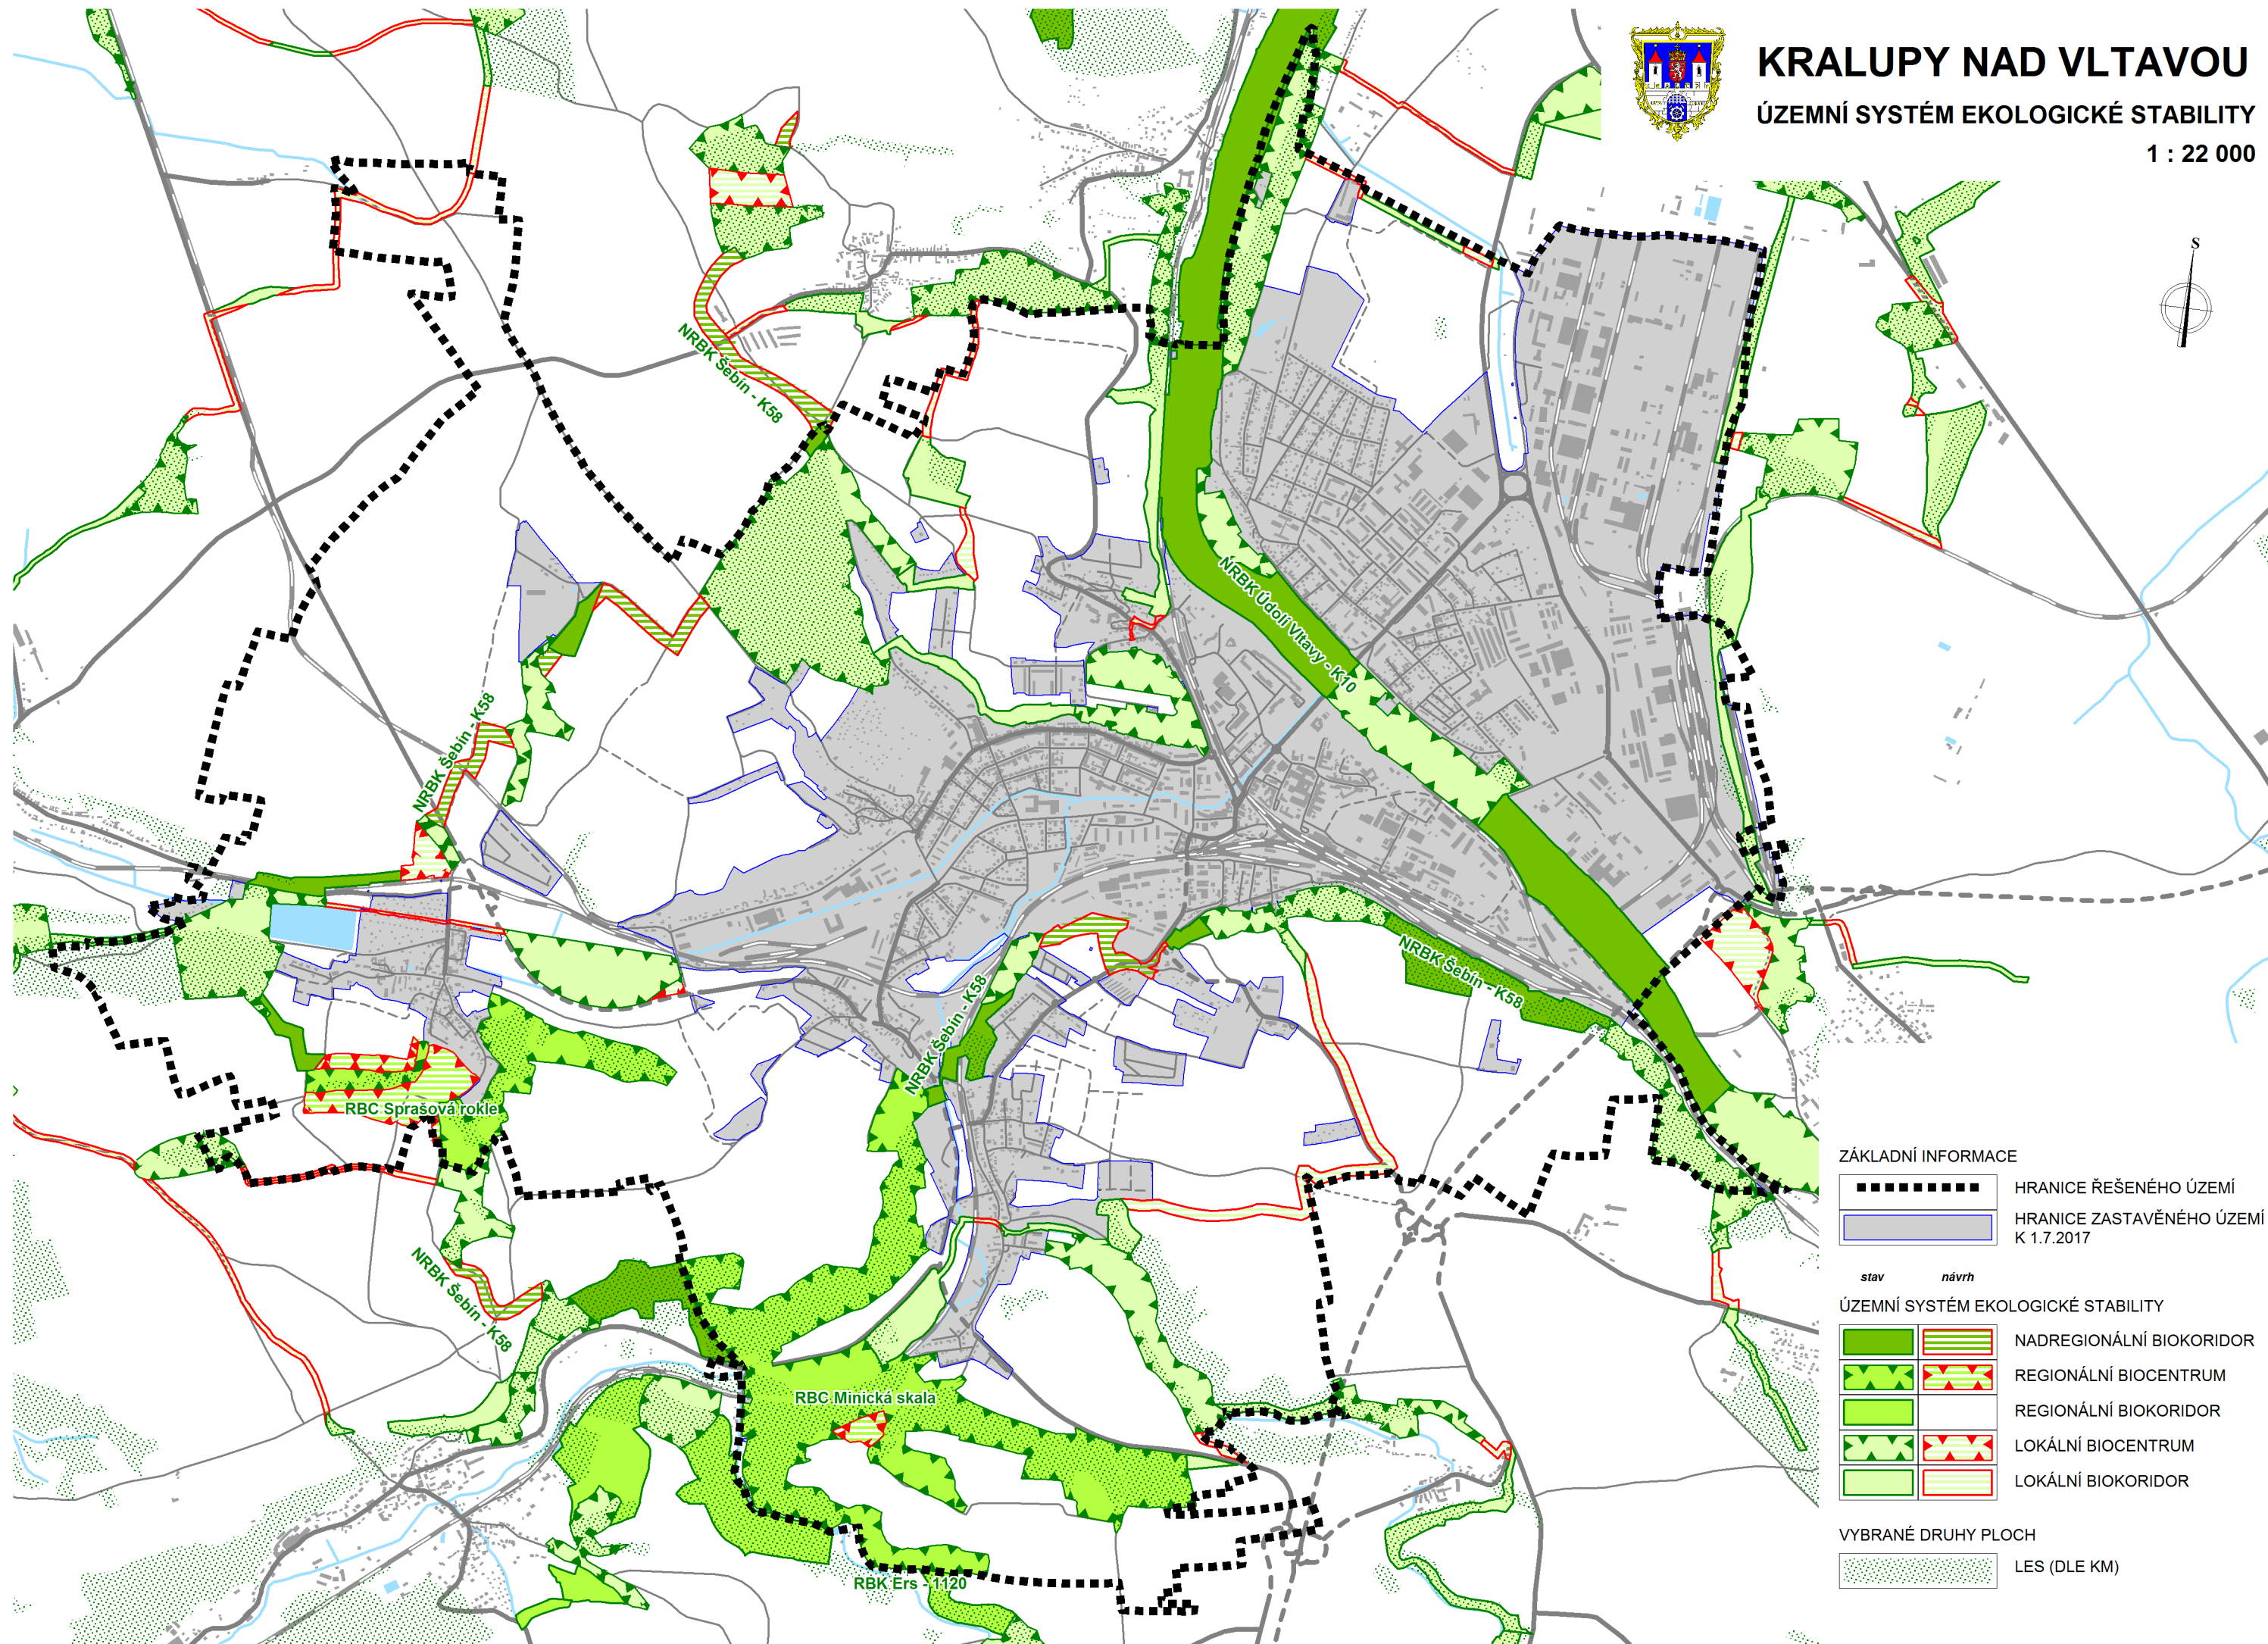 KRALUPY NAD VLTAVOU
ÚZEMNÍ SYSTÉM EKOLOGICKÉ STABILITY
1 : 22 000
S
NRBK Šebín - K58
NRBK Údolí Vltavy - K10
NRBK Šebín - K58
NRBK Šebín - K58
NRBK Šebín - K58
RBC Sprašová rokle
NRBK Šebín - K58
RBC Minická skala
RBK Ers - 1120
ZÁKLADNÍ INFORMACE
HRANICE ŘEŠENÉHO ÚZEMÍ
HRANICE ZASTAVĚNÉHO ÚZEMÍ
K 1.7.2017
stav návrh
ÚZEMNÍ SYSTÉM EKOLOGICKÉ STABILITY
NADREGIONÁLNÍ BIOKORIDOR
REGIONÁLNÍ BIOCENTRUM
REGIONÁLNÍ BIOKORIDOR
LOKÁLNÍ BIOCENTRUM
LOKÁLNÍ BIOKORIDOR
VYBRANÉ DRUHY PLOCH
LES (DLE KM)